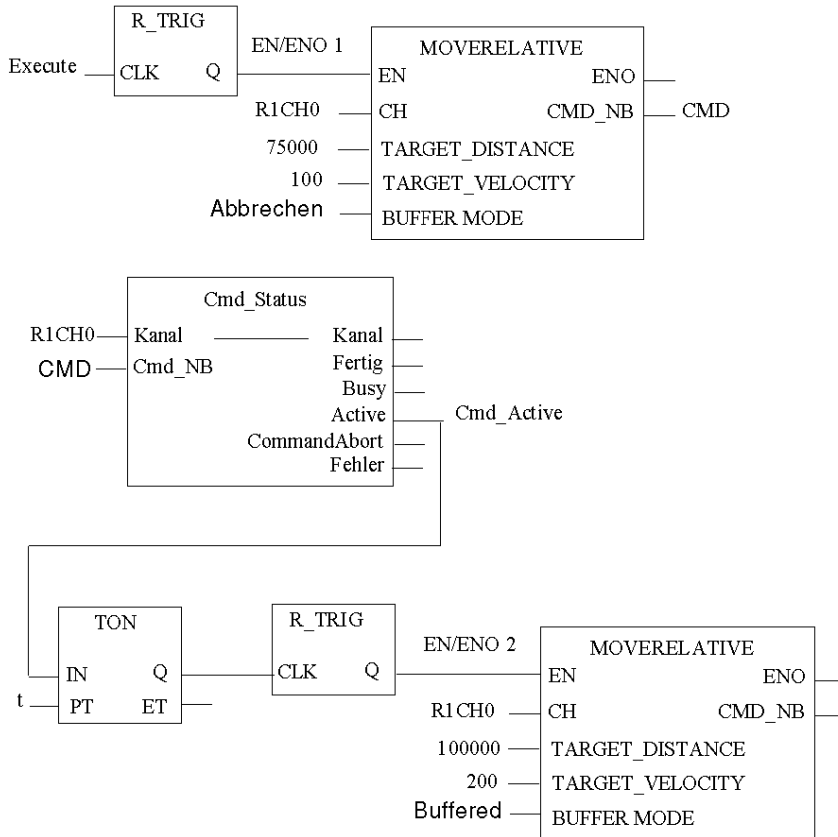 R_TRIG
Execute CLK Q
EN/ENO 1
MOVERELATIVE
EN ENO
R1CH0 CH CMD_NB CMD
75000 TARGET_DISTANCE
100 TARGET_VELOCITY
Abbrechen BUFFER MODE
Cmd_Status
R1CH0 Kanal Kanal
CMD Cmd_NB Fertig
Busy
Active Cmd_Active
CommandAbort
Fehler
TON
IN Q
t PT ET
R_TRIG
CLK Q
EN/ENO 2
MOVERELATIVE
EN ENO
R1CH0 CH CMD_NB
100000 TARGET_DISTANCE
200 TARGET_VELOCITY
Buffered BUFFER MODE